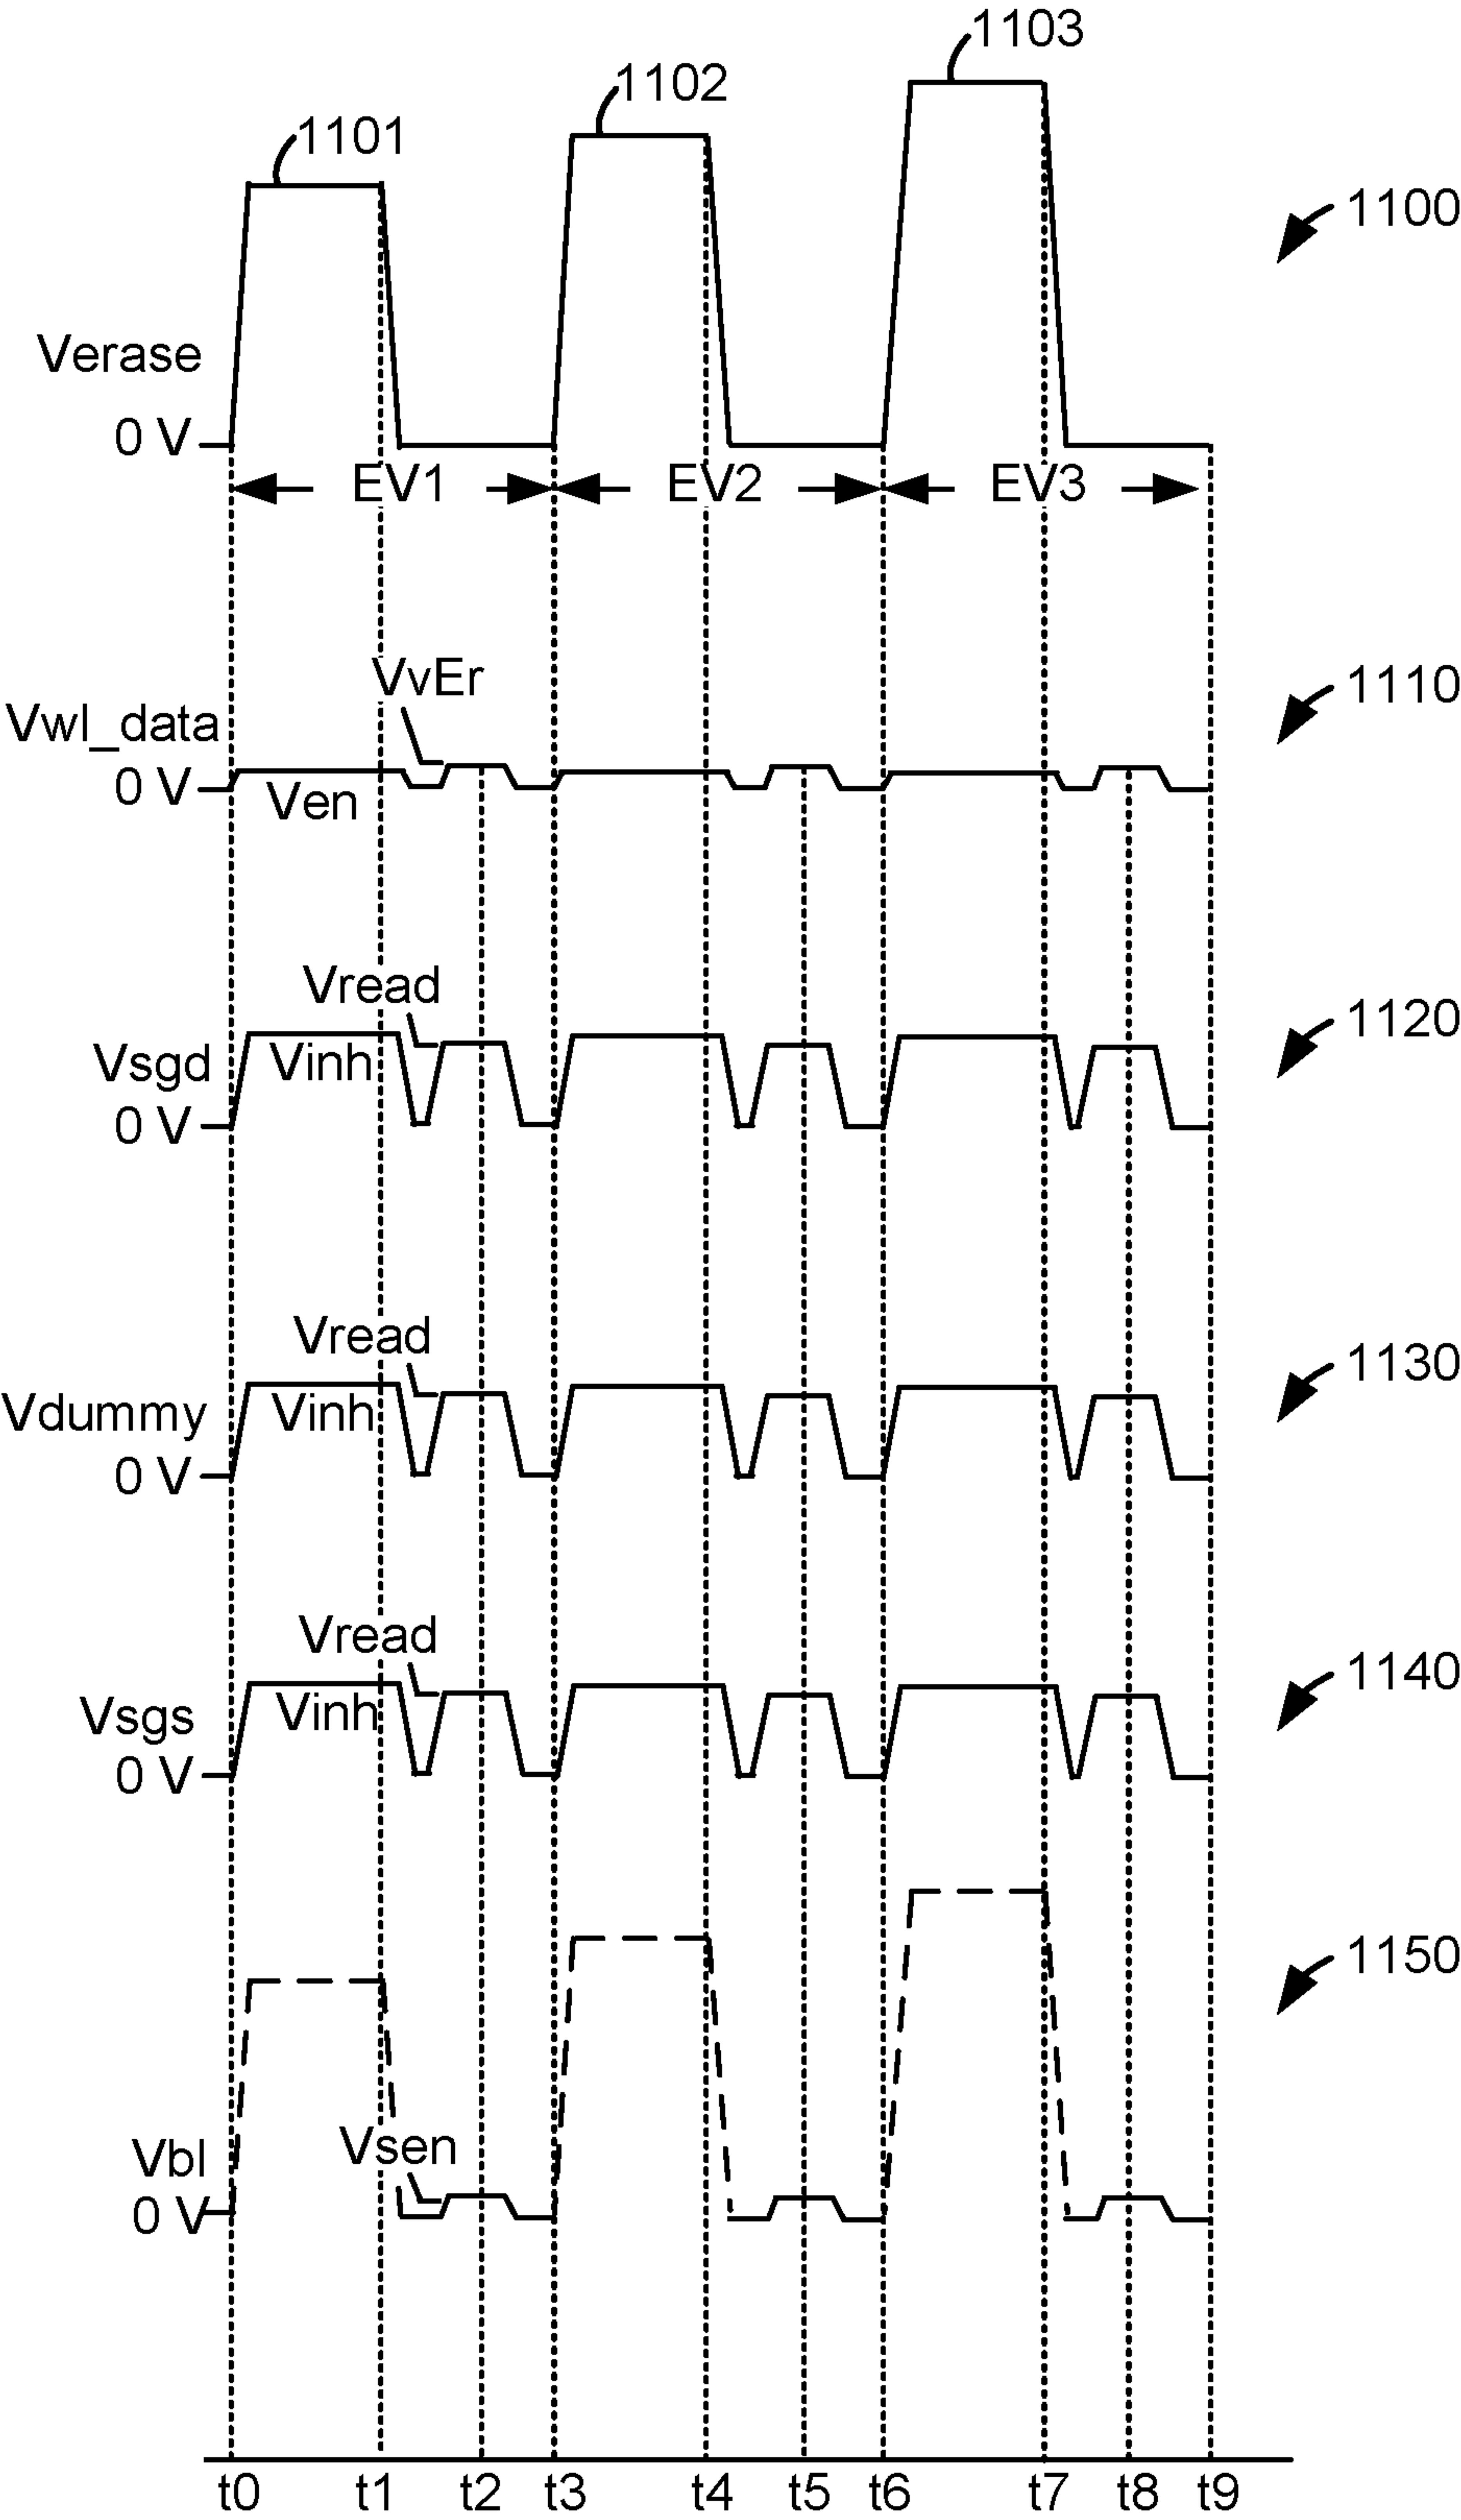 1103
1102
1101
1100
Verase
0 V
EV1 EV2 EV3
VvEr
1110
Vwl_data
0 V
Ven
Vread
1120
Vsgd
Vinh
0 V
Vread
1130
Vdummy
Vinh
0 V
Vread
1140
Vsgs
Vinh
0 V
1150
Vbl
Vsen
0 V
t0 t1 t2 t3 t4 t5 t6 t7 t8 t9